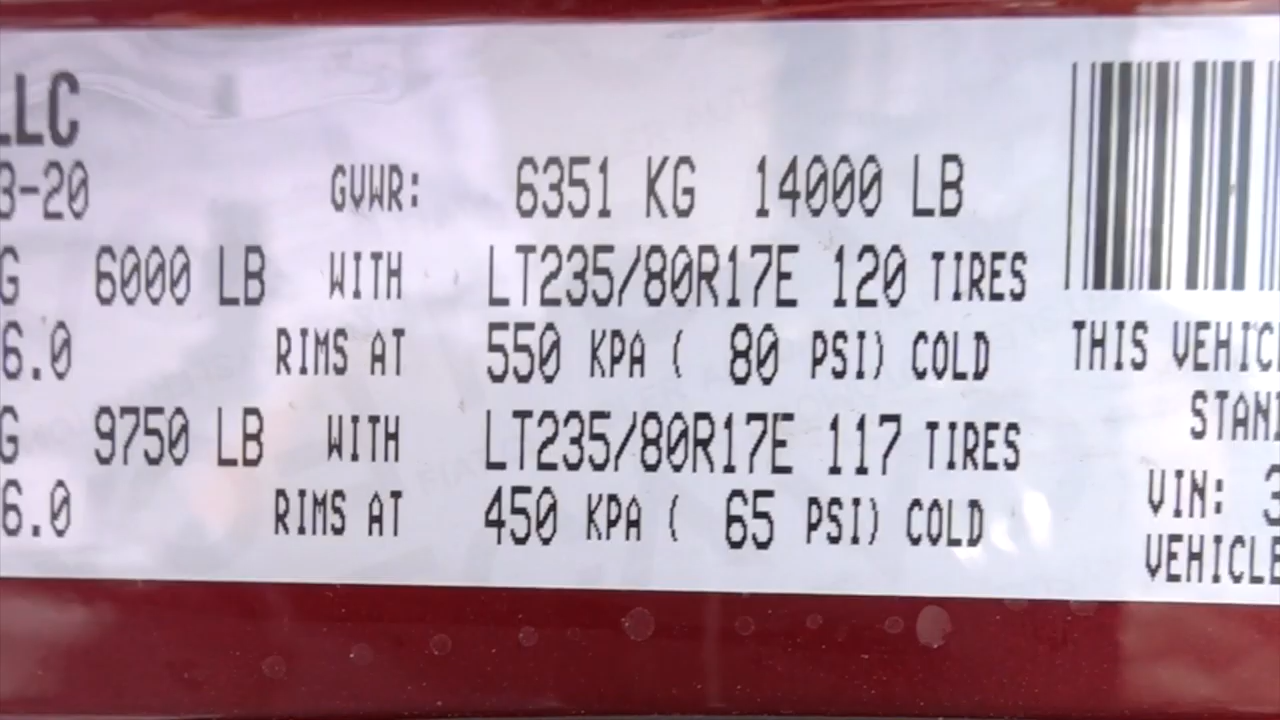 LLC
3-20 GVWR: 6351 KG 14000 LB
G 6000 LB WITH LT235/80R17E 120 TIRES
6.0 RIMS AT 550 KPA ( 80 PSI) COLD
G 9750 LB WITH LT235/80R17E 117 TIRES
6.0 RIMS AT 450 KPA ( 65 PSI) COLD
THIS VEHIC
STAN
VIN: 3
VEHICLE